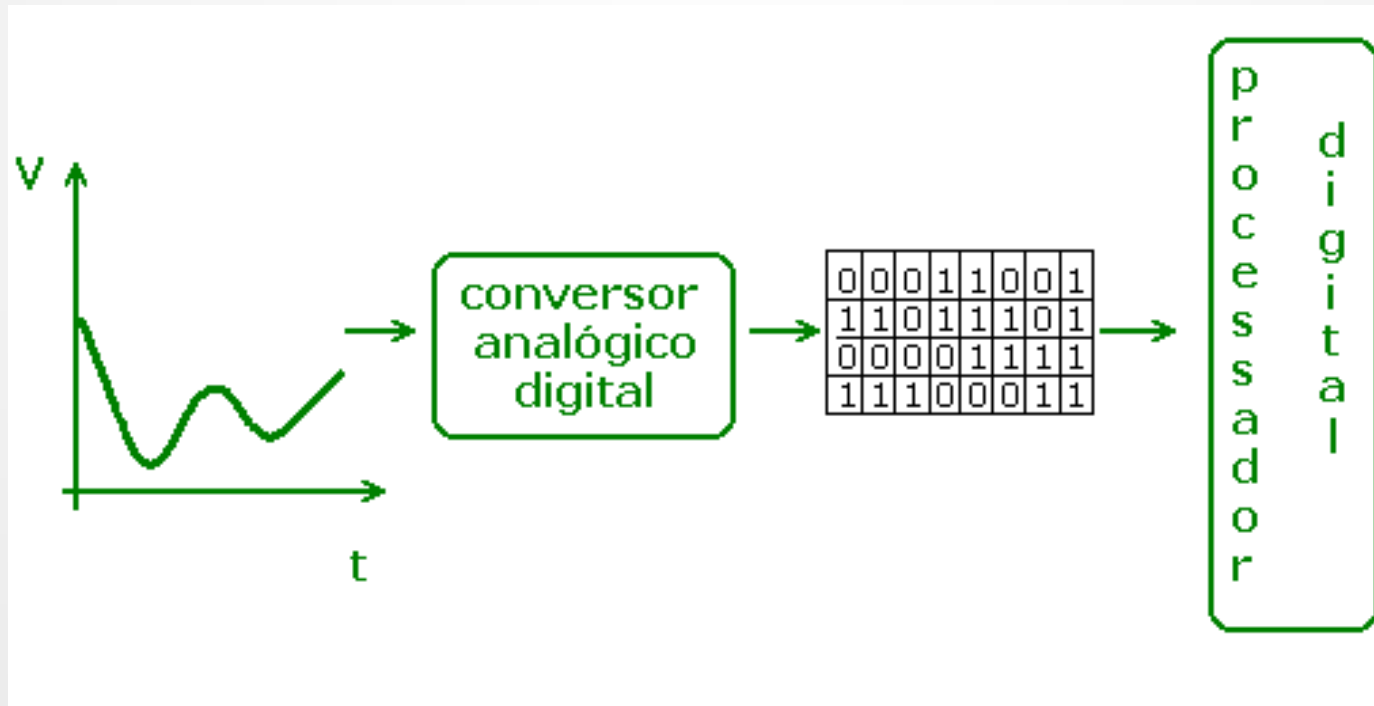 V
t
conversor
analógico
digital
0 0 0 1 1 0 0 1
1 1 0 1 1 1 0 1
0 0 0 0 1 1 1 1
1 1 1 0 0 0 1 1
processador
digital